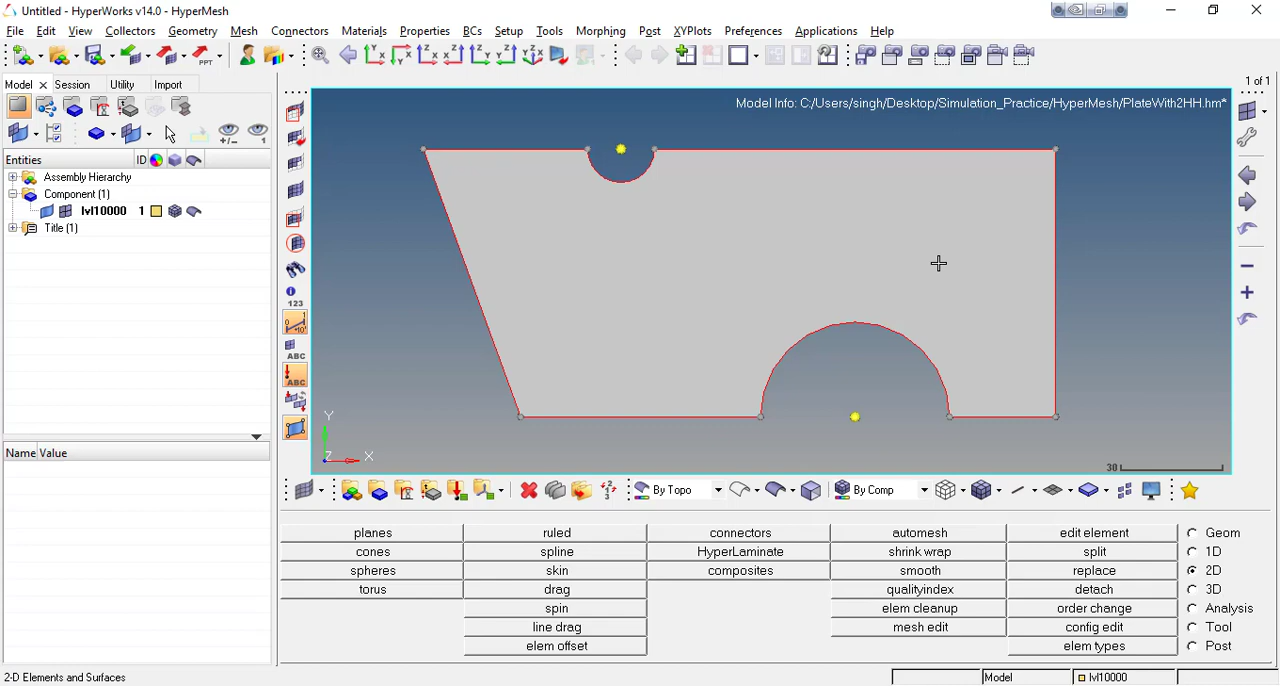 Untitled - HyperWorks v14.0 - HyperMesh
File Edit View Collectors Geometry Mesh Connectors Materials Properties BCs Setup Tools Morphing Post XYPlots Preferences Applications Help
Model Session Utility Import
1 of 1
Model Info: C:/Users/singh/Desktop/Simulation_Practice/HyperMesh/PlateWith2HH.hm*
Entities ID
Assembly Hierarchy
Component (1)
lvl10000 1
Title (1)
123
ABC
ABC
Name Value
Y
X
Z
30
By Topo By Comp
planes ruled connectors automesh edit element Geom
cones spline HyperLaminate shrink wrap split 1D
spheres skin composites smooth replace 2D
torus drag qualityindex detach 3D
spin elem cleanup order change Analysis
line drag mesh edit config edit Tool
elem offset elem types Post
2-D Elements and Surfaces Model lvl10000